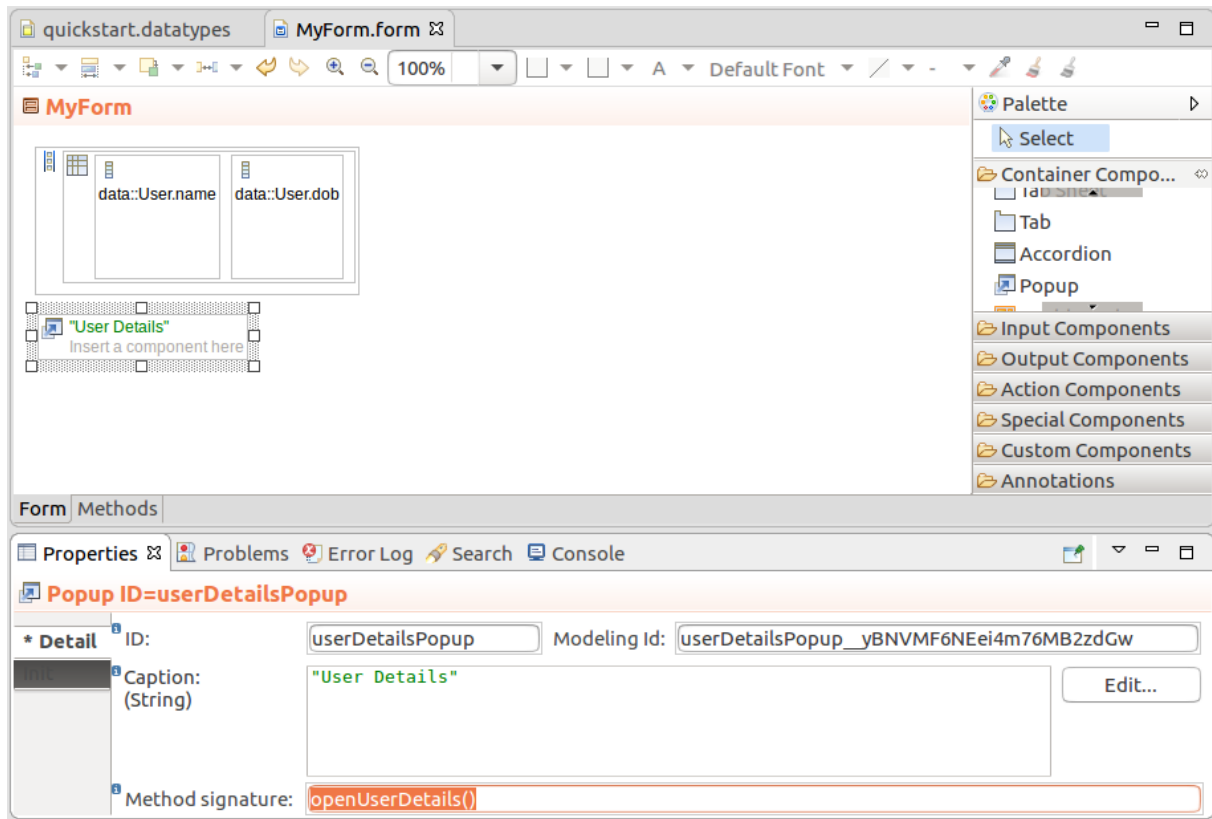 quickstart.datatypes
MyForm.form
100%
A
Default Font
-
MyForm
Palette
Select
Container Compo...
data::User.name
data::User.dob
Tab
Accordion
Popup
"User Details"
Insert a component here
Input Components
Output Components
Action Components
Special Components
Custom Components
Annotations
Form Methods
Properties Problems Error Log Search Console
Popup ID=userDetailsPopup
* Detail
ID:
userDetailsPopup
Modeling Id:
userDetailsPopup__yBNVMF6NEei4m76MB2zdGw
Init
Caption:
(String)
"User Details"
Edit...
Method signature:
openUserDetails()